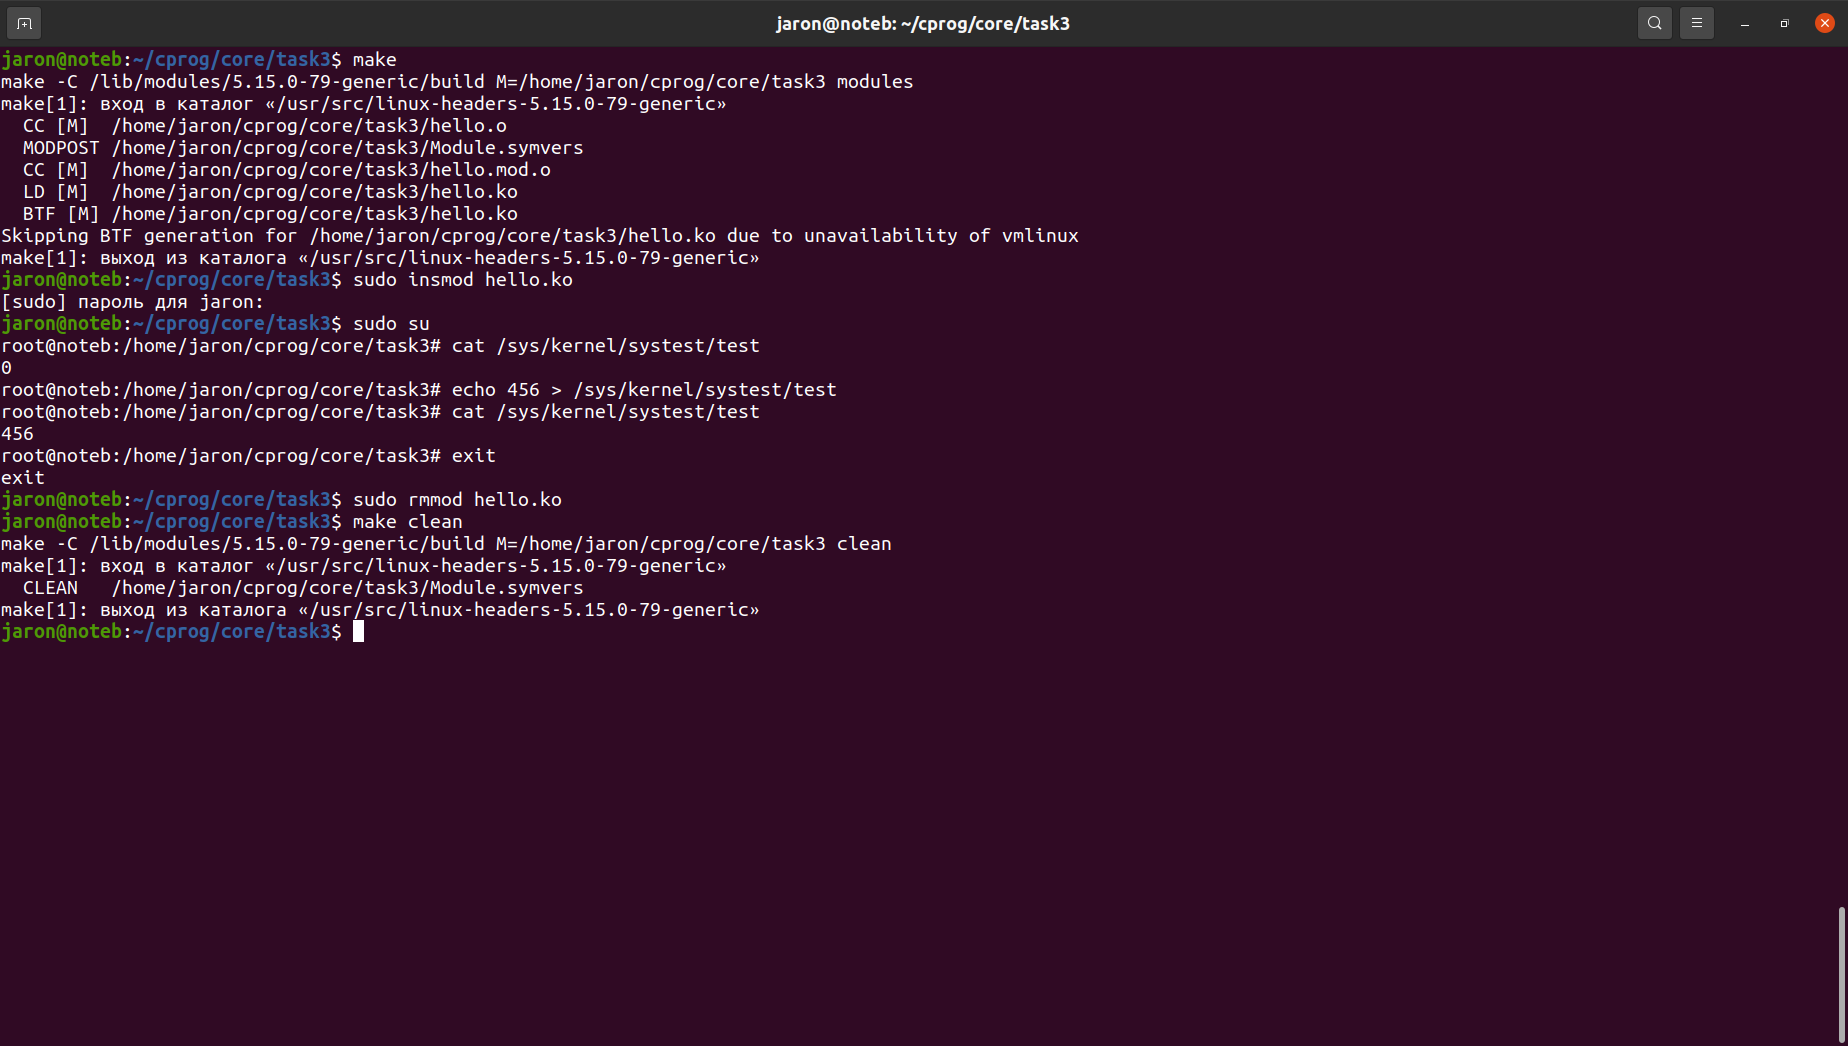 jaron@noteb: ~/cprog/core/task3
jaron@noteb:~/cprog/core/task3$ make
make -C /lib/modules/5.15.0-79-generic/build M=/home/jaron/cprog/core/task3 modules
make[1]: вход в каталог «/usr/src/linux-headers-5.15.0-79-generic»
  CC [M]  /home/jaron/cprog/core/task3/hello.o
  MODPOST /home/jaron/cprog/core/task3/Module.symvers
  CC [M]  /home/jaron/cprog/core/task3/hello.mod.o
  LD [M]  /home/jaron/cprog/core/task3/hello.ko
  BTF [M] /home/jaron/cprog/core/task3/hello.ko
Skipping BTF generation for /home/jaron/cprog/core/task3/hello.ko due to unavailability of vmlinux
make[1]: выход из каталога «/usr/src/linux-headers-5.15.0-79-generic»
jaron@noteb:~/cprog/core/task3$ sudo insmod hello.ko
[sudo] пароль для jaron:
jaron@noteb:~/cprog/core/task3$ sudo su
root@noteb:/home/jaron/cprog/core/task3# cat /sys/kernel/systest/test
0
root@noteb:/home/jaron/cprog/core/task3# echo 456 > /sys/kernel/systest/test
root@noteb:/home/jaron/cprog/core/task3# cat /sys/kernel/systest/test
456
root@noteb:/home/jaron/cprog/core/task3# exit
exit
jaron@noteb:~/cprog/core/task3$ sudo rmmod hello.ko
jaron@noteb:~/cprog/core/task3$ make clean
make -C /lib/modules/5.15.0-79-generic/build M=/home/jaron/cprog/core/task3 clean
make[1]: вход в каталог «/usr/src/linux-headers-5.15.0-79-generic»
  CLEAN   /home/jaron/cprog/core/task3/Module.symvers
make[1]: выход из каталога «/usr/src/linux-headers-5.15.0-79-generic»
jaron@noteb:~/cprog/core/task3$